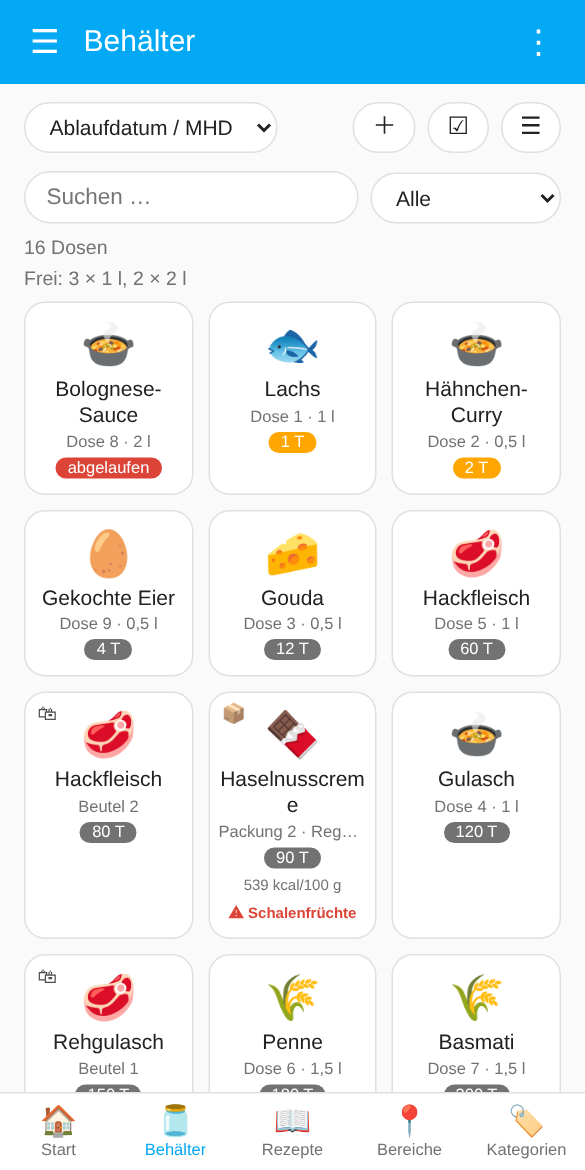 Behälter
Ablaufdatum / MHD
Suchen …
Alle
16 Dosen
Frei: 3 × 1 l, 2 × 2 l
Bolognese-
Sauce
Dose 8 · 2 l
abgelaufen
Lachs
Dose 1 · 1 l
1 T
Hähnchen-
Curry
Dose 2 · 0,5 l
2 T
Gekochte Eier
Dose 9 · 0,5 l
4 T
Gouda
Dose 3 · 0,5 l
12 T
Hackfleisch
Dose 5 · 1 l
60 T
Hackfleisch
Beutel 2
80 T
Haselnusscrem
e
Packung 2 · Reg…
90 T
539 kcal/100 g
Schalenfrüchte
Gulasch
Dose 4 · 1 l
120 T
Rehgulasch
Beutel 1
Penne
Dose 6 · 1,5 l
Basmati
Dose 7 · 1,5 l
Start
Behälter
Rezepte
Bereiche
Kategorien